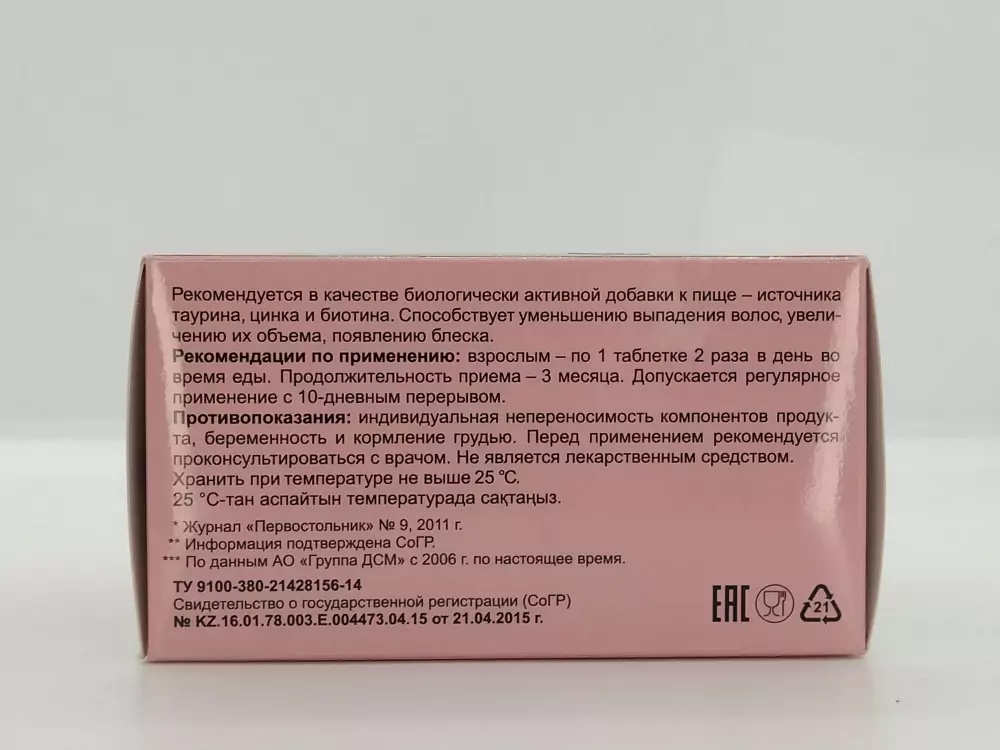 Рекомендуется в качестве биологически активной добавки к пище – источника
таурина, цинка и биотина. Способствует уменьшению выпадения волос, увели-
чению их объема, появлению блеска.
Рекомендации по применению: взрослым – по 1 таблетке 2 раза в день во
время еды. Продолжительность приема – 3 месяца. Допускается регулярное
применение с 10-дневным перерывом.
Противопоказания: индивидуальная непереносимость компонентов продук-
та, беременность и кормление грудью. Перед применением рекомендуется
проконсультироваться с врачом. Не является лекарственным средством.
Хранить при температуре не выше 25 °С.
25 °С-тан аспайтын температурада сақтаңыз.
* Журнал «Первостольник» № 9, 2011 г.
** Информация подтверждена СоГР.
*** По данным АО «Группа ДСМ» с 2006 г. по настоящее время.
ТУ 9100-380-21428156-14
Свидетельство о государственной регистрации (СоГР)
№ KZ.16.01.78.003.Е.004473.04.15 от 21.04.2015 г.
ЕАС
21